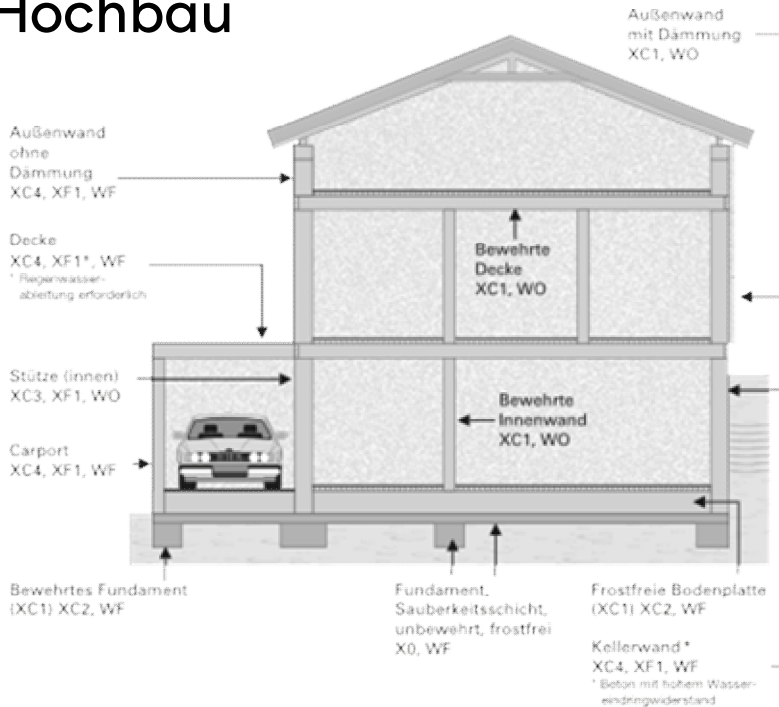 Hochbau
Außenwand
mit Dämmung
XC1, WO
Außenwand
ohne
Dämmung
XC4, XF1, WF
Decke
XC4, XF1*, WF
* Regenwasser-
ableitung erforderlich
Bewehrte
Decke
XC1, WO
Stütze (innen)
XC3, XF1, WO
Bewehrte
Innenwand
XC1, WO
Carport
XC4, XF1, WF
Bewehrtes Fundament
(XC1) XC2, WF
Fundament,
Sauberkeitsschicht,
unbewehrt, frostfrei
X0, WF
Frostfreie Bodenplatte
(XC1) XC2, WF
Kellerwand *
XC4, XF1, WF
* Beton mit hohem Wasser-
eindringwiderstand